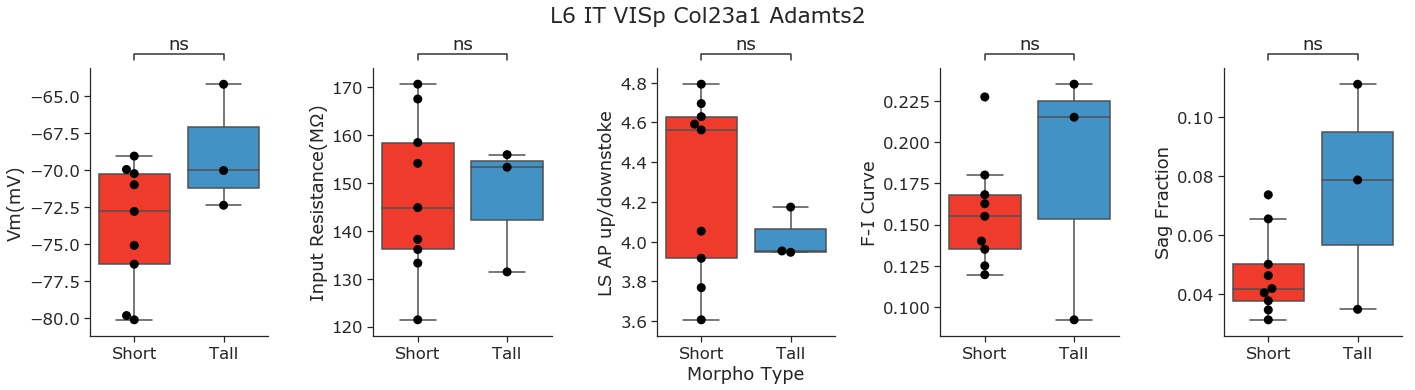 L6 IT VISp Col23a1 Adamts2
ns
ns
ns
ns
ns
Vm(mV)
−65.0
−67.5
−70.0
−72.5
−75.0
−77.5
−80.0
Short
Tall
Input Resistance(MΩ)
170
160
150
140
130
120
Short
Tall
LS AP up/downstoke
4.8
4.6
4.4
4.2
4.0
3.8
3.6
Short
Tall
Morpho Type
F-I Curve
0.225
0.200
0.175
0.150
0.125
0.100
Short
Tall
Sag Fraction
0.10
0.08
0.06
0.04
Short
Tall